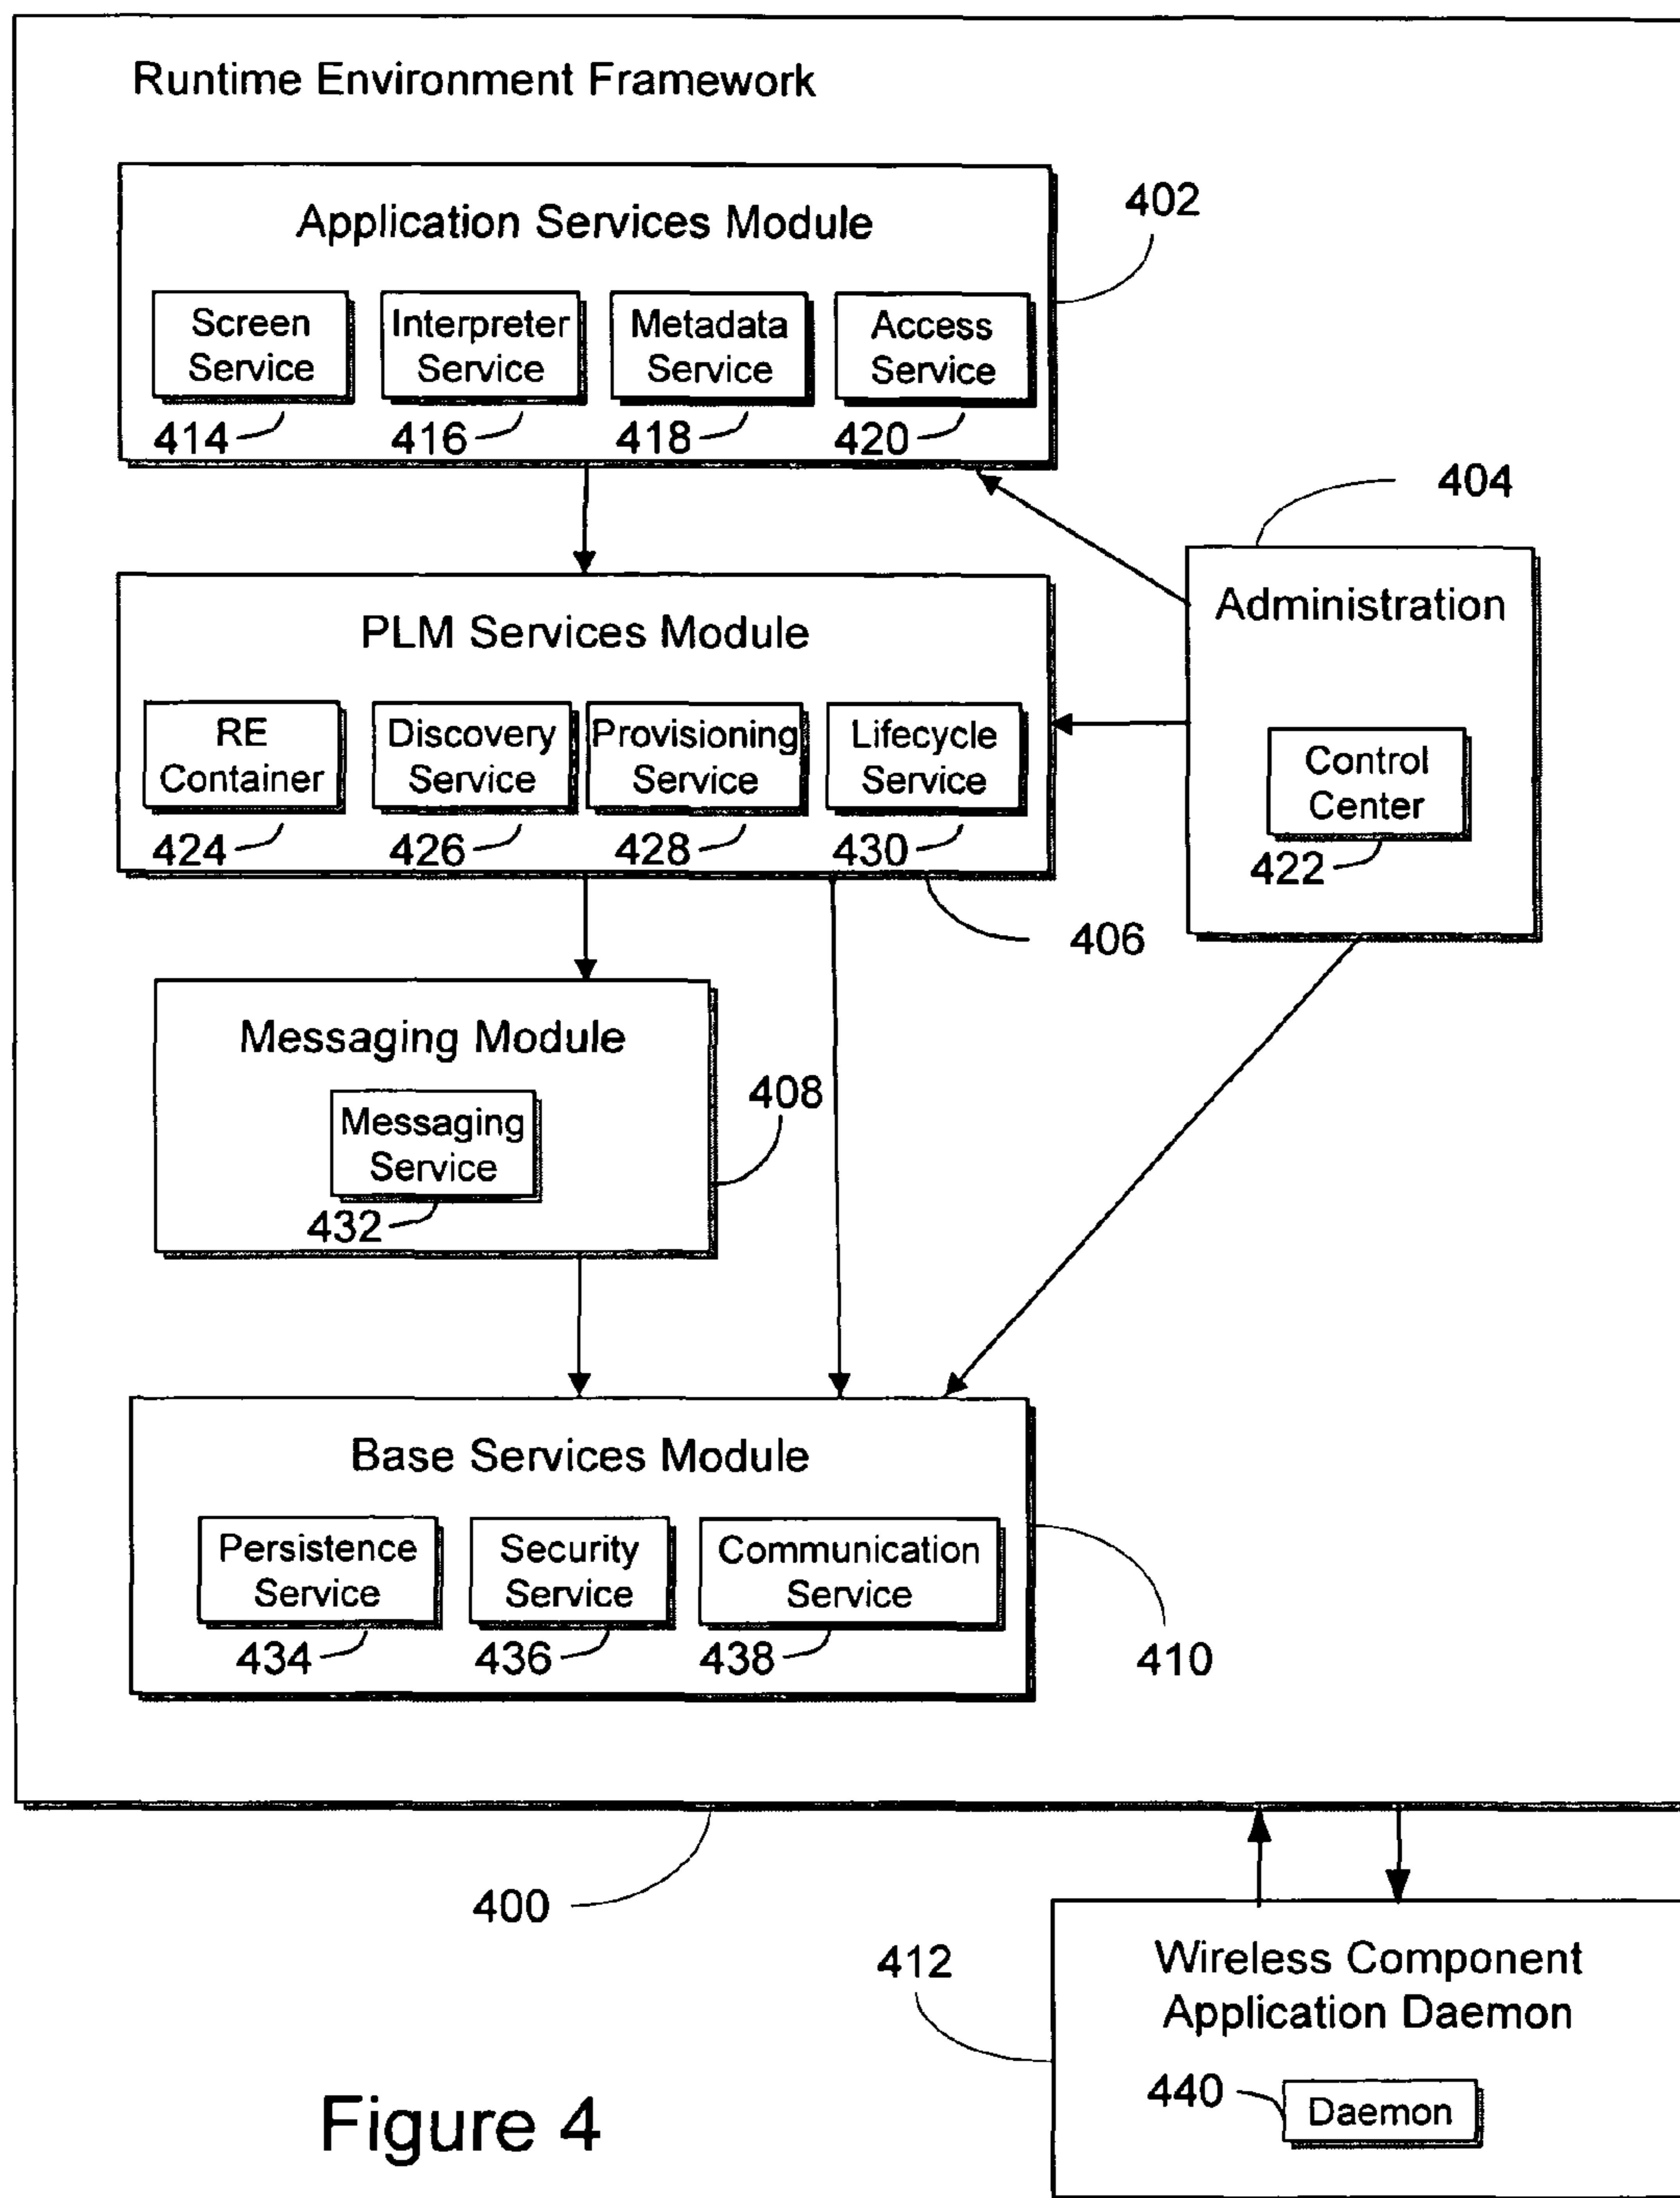 Runtime Environment Framework
Application Services Module
402
Screen
Service
Interpreter
Service
Metadata
Service
Access
Service
414
416
418
420
404
Administration
Control
Center
422
PLM Services Module
RE
Container
Discovery
Service
Provisioning
Service
Lifecycle
Service
424
426
428
430
406
Messaging Module
408
Messaging
Service
432
Base Services Module
Persistence
Service
Security
Service
Communication
Service
434
436
438
410
400
412
Wireless Component
Application Daemon
440
Daemon
Figure 4